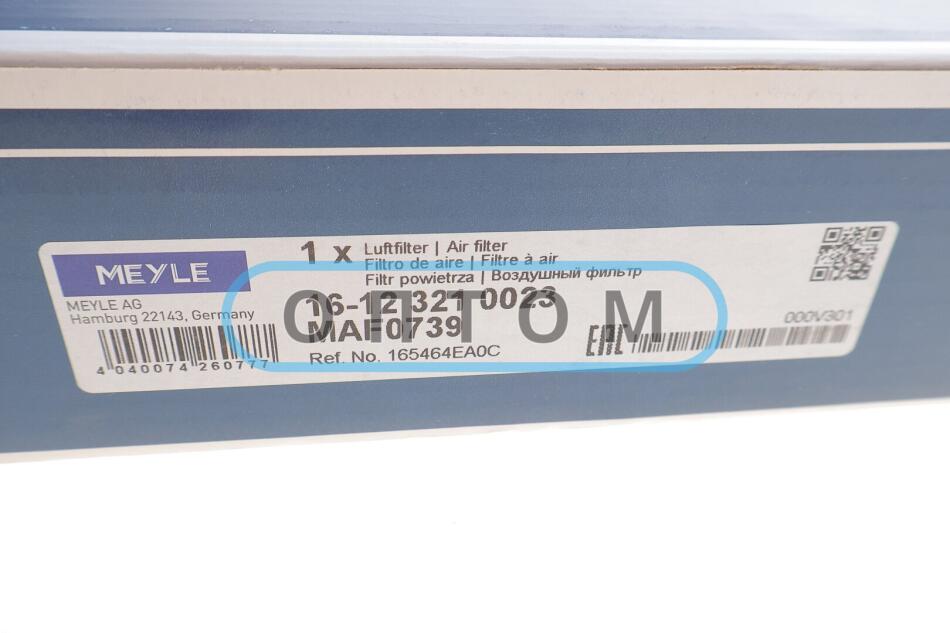 MEYLE
MEYLE AG
Hamburg 22143, Germany
4 040074 260777
1 x Luftfilter | Air filter
Filtro de aire | Filtre à air
Filtr powietrza | Воздушный фильтр
16-12 321 0023
MAF0739
Ref. No. 165464EA0C
ОПТОМ
EAC
000V301